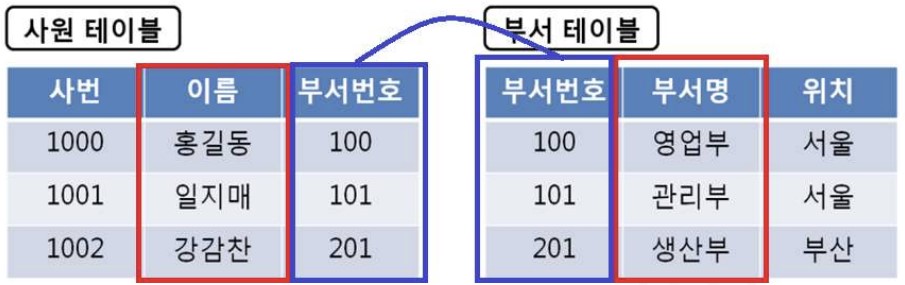 사원 테이블 부서 테이블
사번 이름 부서번호 부서번호 부서명 위치
1000 홍길동 100 100 영업부 서울
1001 일지매 101 101 관리부 서울
1002 강감찬 201 201 생산부 부산